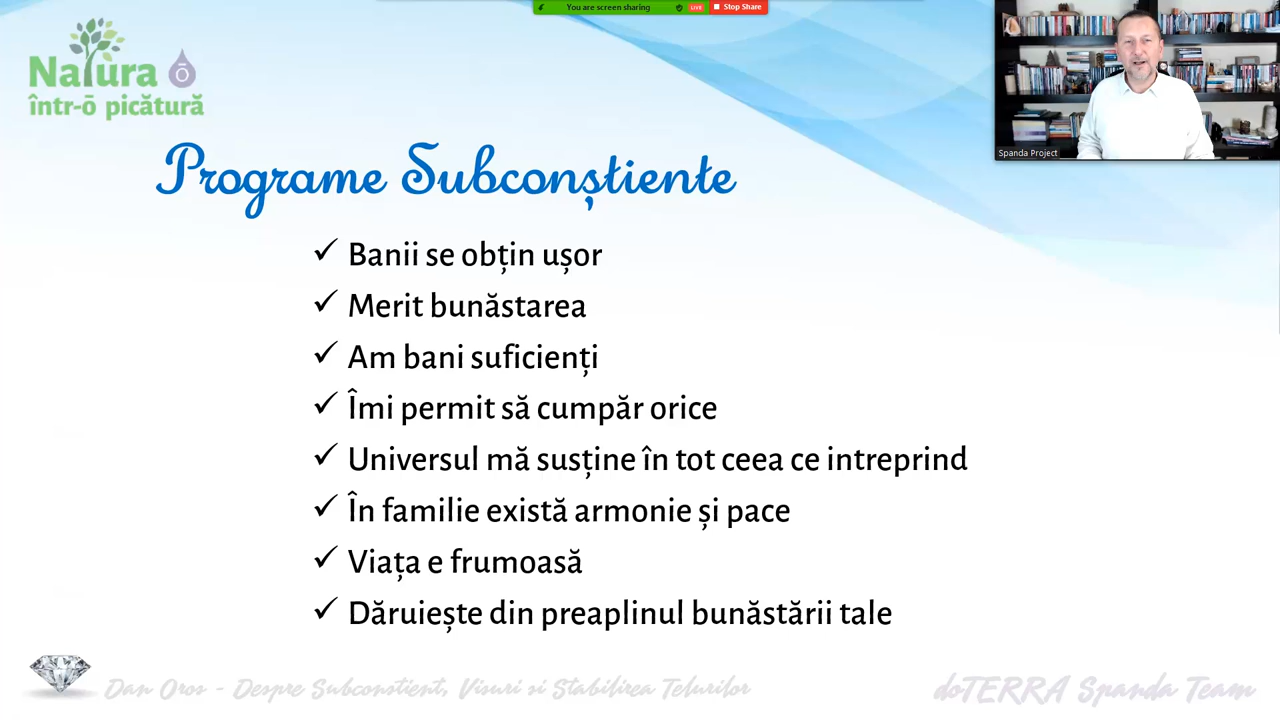 You are screen sharing
LIVE
Stop Share
Natura ō
într-ō picătură
Spanda Project
Programe Subconștiente
✓ Banii se obțin ușor
✓ Merit bunăstarea
✓ Am bani suficienți
✓ Îmi permit să cumpăr orice
✓ Universul mă susține în tot ceea ce intreprind
✓ În familie există armonie și pace
✓ Viața e frumoasă
✓ Dăruiește din preaplinul bunăstării tale
Dan Oros - Despre Subconstient, Visuri si Stabilirea Telurilor
doTERRA Spanda Team